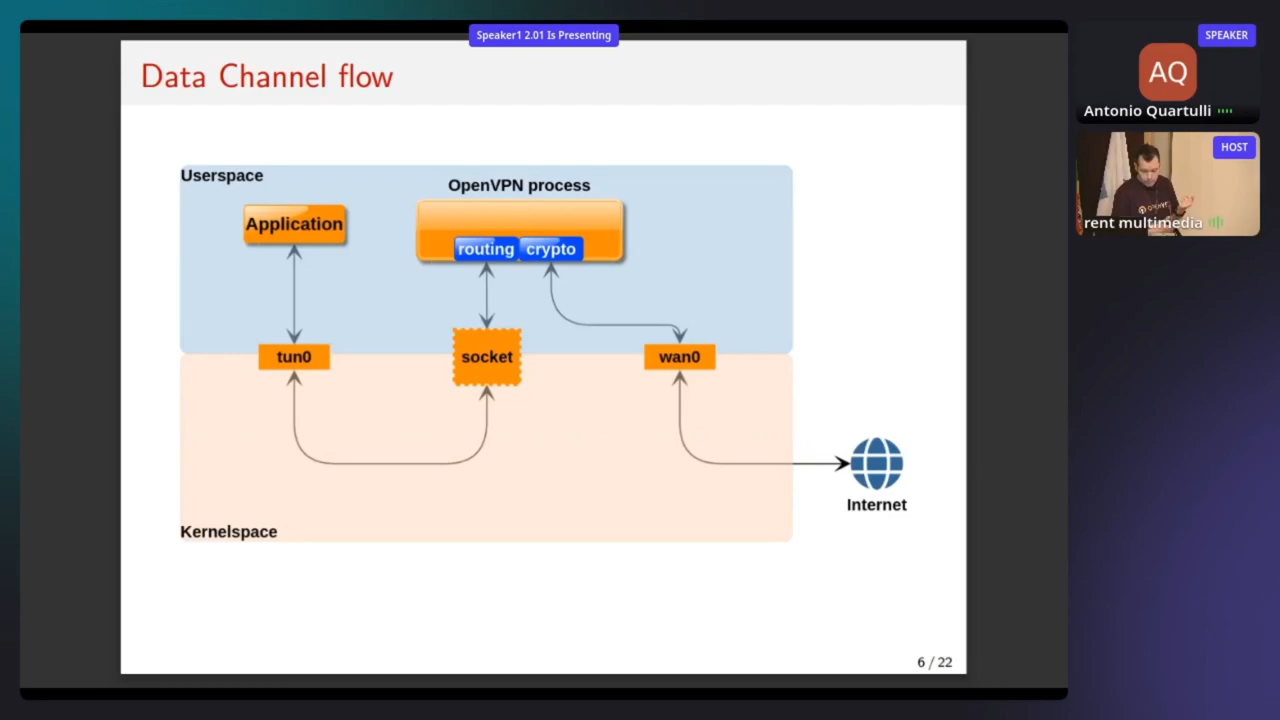 Speaker1 2.01 Is Presenting
SPEAKER
AQ
Antonio Quartulli
HOST
rent multimedia
Data Channel flow
Userspace
OpenVPN process
Application
routing crypto
tun0
socket
wan0
Internet
Kernelspace
6 / 22